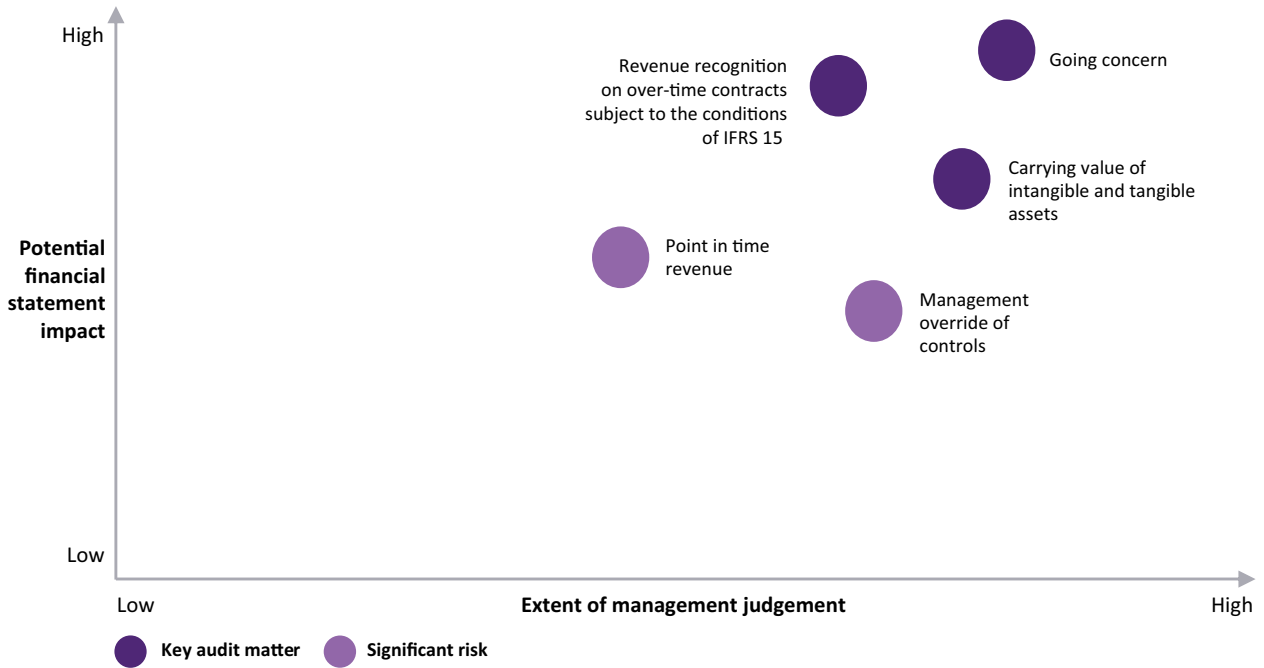 High
Going concern
Revenue recognition
on over-time contracts
subject to the conditions
of IFRS 15
Carrying value of
intangible and tangible
assets
Potential
financial
statement
impact
Point in time
revenue
Management
override of
controls
Low
Low
Extent of management judgement
High
Key audit matter
Significant risk